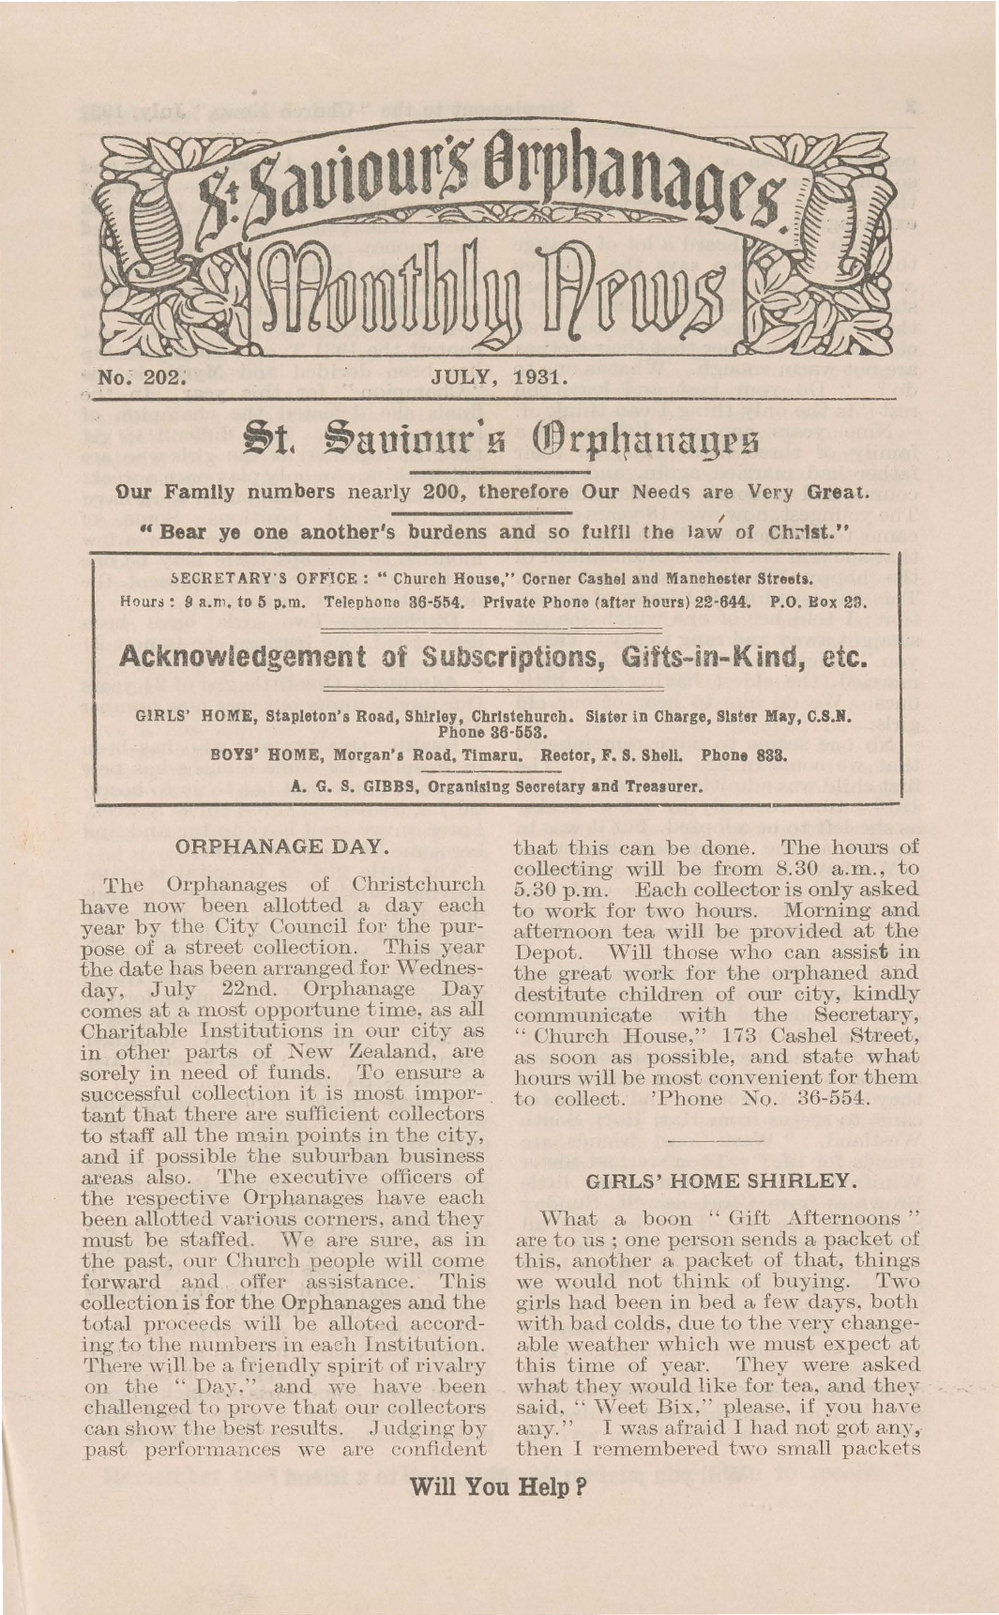 St. Saviour's Orphanages.
Monthly News
No. 202. JULY, 1931.
St. Saviour's Orphanages
Our Family numbers nearly 200, therefore Our Needs are Very Great.
“ Bear ye one another's burdens and so fulfil the law of Christ.”
SECRETARY'S OFFICE : “ Church House,” Corner Cashel and Manchester Streets.
Hours : 9 a.m. to 5 p.m. Telephone 36-554. Private Phone (after hours) 22-644. P.O. Box 23.
Acknowledgement of Subscriptions, Gifts-in-Kind, etc.
GIRLS' HOME, Stapleton's Road, Shirley, Christchurch. Sister in Charge, Sister May, C.S.N.
Phone 36-553.
BOYS' HOME, Morgan's Road, Timaru. Rector, F. S. Shell. Phone 833.
A. G. S. GIBBS, Organising Secretary and Treasurer.
ORPHANAGE DAY.
The Orphanages of Christchurch
have now been allotted a day each
year by the City Council for the pur-
pose of a street collection. This year
the date has been arranged for Wednes-
day, July 22nd. Orphanage Day
comes at a most opportune time, as all
Charitable Institutions in our city as
in other parts of New Zealand, are
sorely in need of funds. To ensure a
successful collection it is most impor-
tant that there are sufficient collectors
to staff all the main points in the city,
and if possible the suburban business
areas also. The executive officers of
the respective Orphanages have each
been allotted various corners, and they
must be staffed. We are sure, as in
the past, our Church people will come
forward and offer assistance. This
collection is for the Orphanages and the
total proceeds will be alloted accord-
ing to the numbers in each Institution.
There will be a friendly spirit of rivalry
on the “ Day,” and we have been
challenged to prove that our collectors
can show the best results. Judging by
past performances we are confident
that this can be done. The hours of
collecting will be from 8.30 a.m., to
5.30 p.m. Each collector is only asked
to work for two hours. Morning and
afternoon tea will be provided at the
Depot. Will those who can assist in
the great work for the orphaned and
destitute children of our city, kindly
communicate with the Secretary,
“ Church House,” 173 Cashel Street,
as soon as possible, and state what
hours will be most convenient for them
to collect. 'Phone No. 36-554.
GIRLS' HOME SHIRLEY.
What a boon “ Gift Afternoons ”
are to us ; one person sends a packet of
this, another a packet of that, things
we would not think of buying. Two
girls had been in bed a few days, both
with bad colds, due to the very change-
able weather which we must expect at
this time of year. They were asked
what they would like for tea, and they
said, “ Weet Bix,” please, if you have
any.” I was afraid I had not got any,
then I remembered two small packets
Will You Help ?